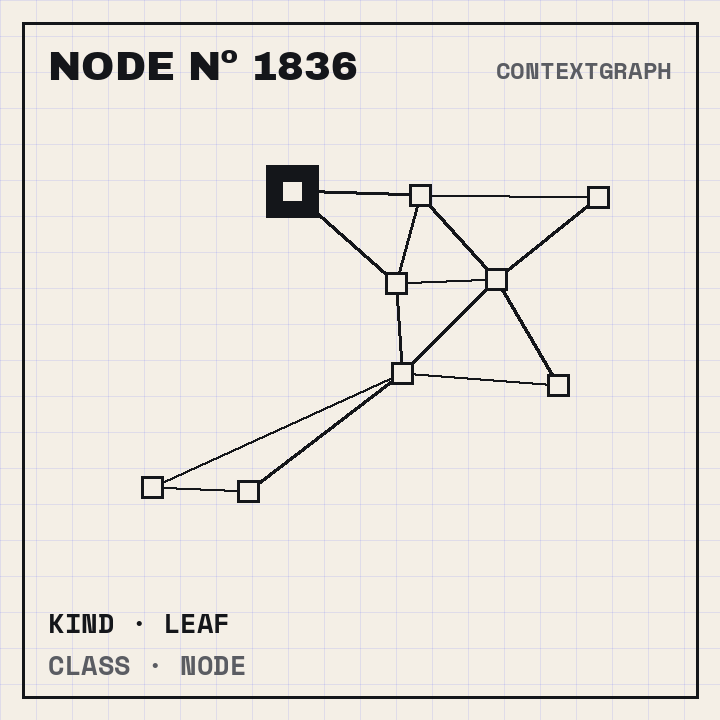 NODE Nº 1836
CONTEXTGRAPH
KIND · LEAF
CLASS · NODE